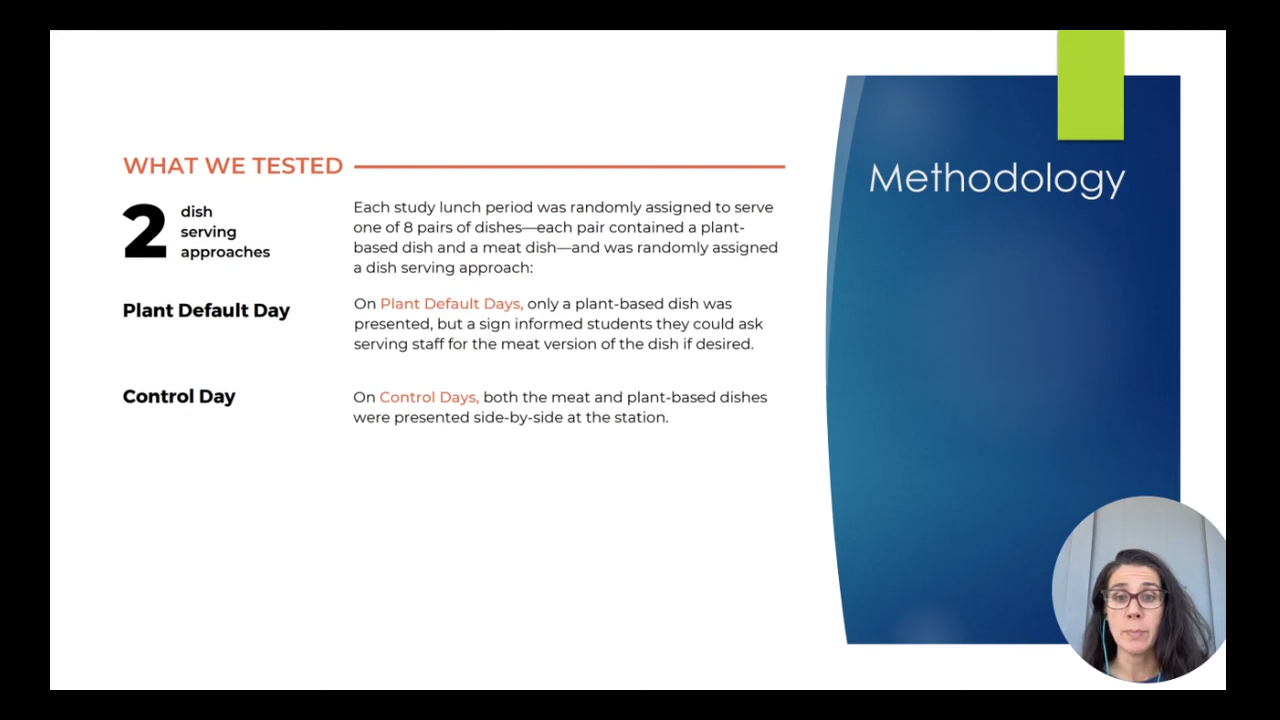 WHAT WE TESTED
2
dish
serving
approaches
Each study lunch period was randomly assigned to serve
one of 8 pairs of dishes—each pair contained a plant-
based dish and a meat dish—and was randomly assigned
a dish serving approach:
Plant Default Day
On Plant Default Days, only a plant-based dish was
presented, but a sign informed students they could ask
serving staff for the meat version of the dish if desired.
Control Day
On Control Days, both the meat and plant-based dishes
were presented side-by-side at the station.
Methodology